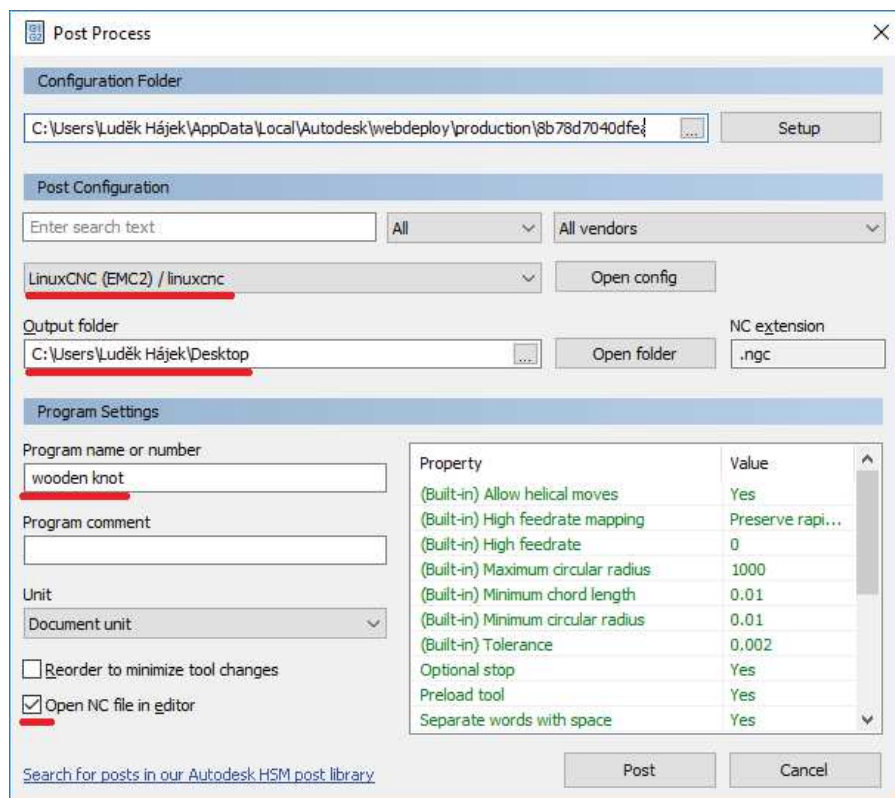 G1
G2
Post Process
Configuration Folder
C:\Users\Luděk Hájek\AppData\Local\Autodesk\webdeploy\production\8b78d7040dfea
...
Setup
Post Configuration
Enter search text
All
All vendors
LinuxCNC (EMC2) / linuxcnc
Open config
Output folder
NC extension
C:\Users\Luděk Hájek\Desktop
...
Open folder
.ngc
Program Settings
Program name or number
wooden knot
Program comment
Unit
Document unit
Reorder to minimize tool changes
Open NC file in editor
Property Value
(Built-in) Allow helical moves Yes
(Built-in) High feedrate mapping Preserve rapi...
(Built-in) High feedrate 0
(Built-in) Maximum circular radius 1000
(Built-in) Minimum chord length 0.01
(Built-in) Minimum circular radius 0.01
(Built-in) Tolerance 0.002
Optional stop Yes
Preload tool Yes
Separate words with space Yes
Search for posts in our Autodesk HSM post library
Post
Cancel